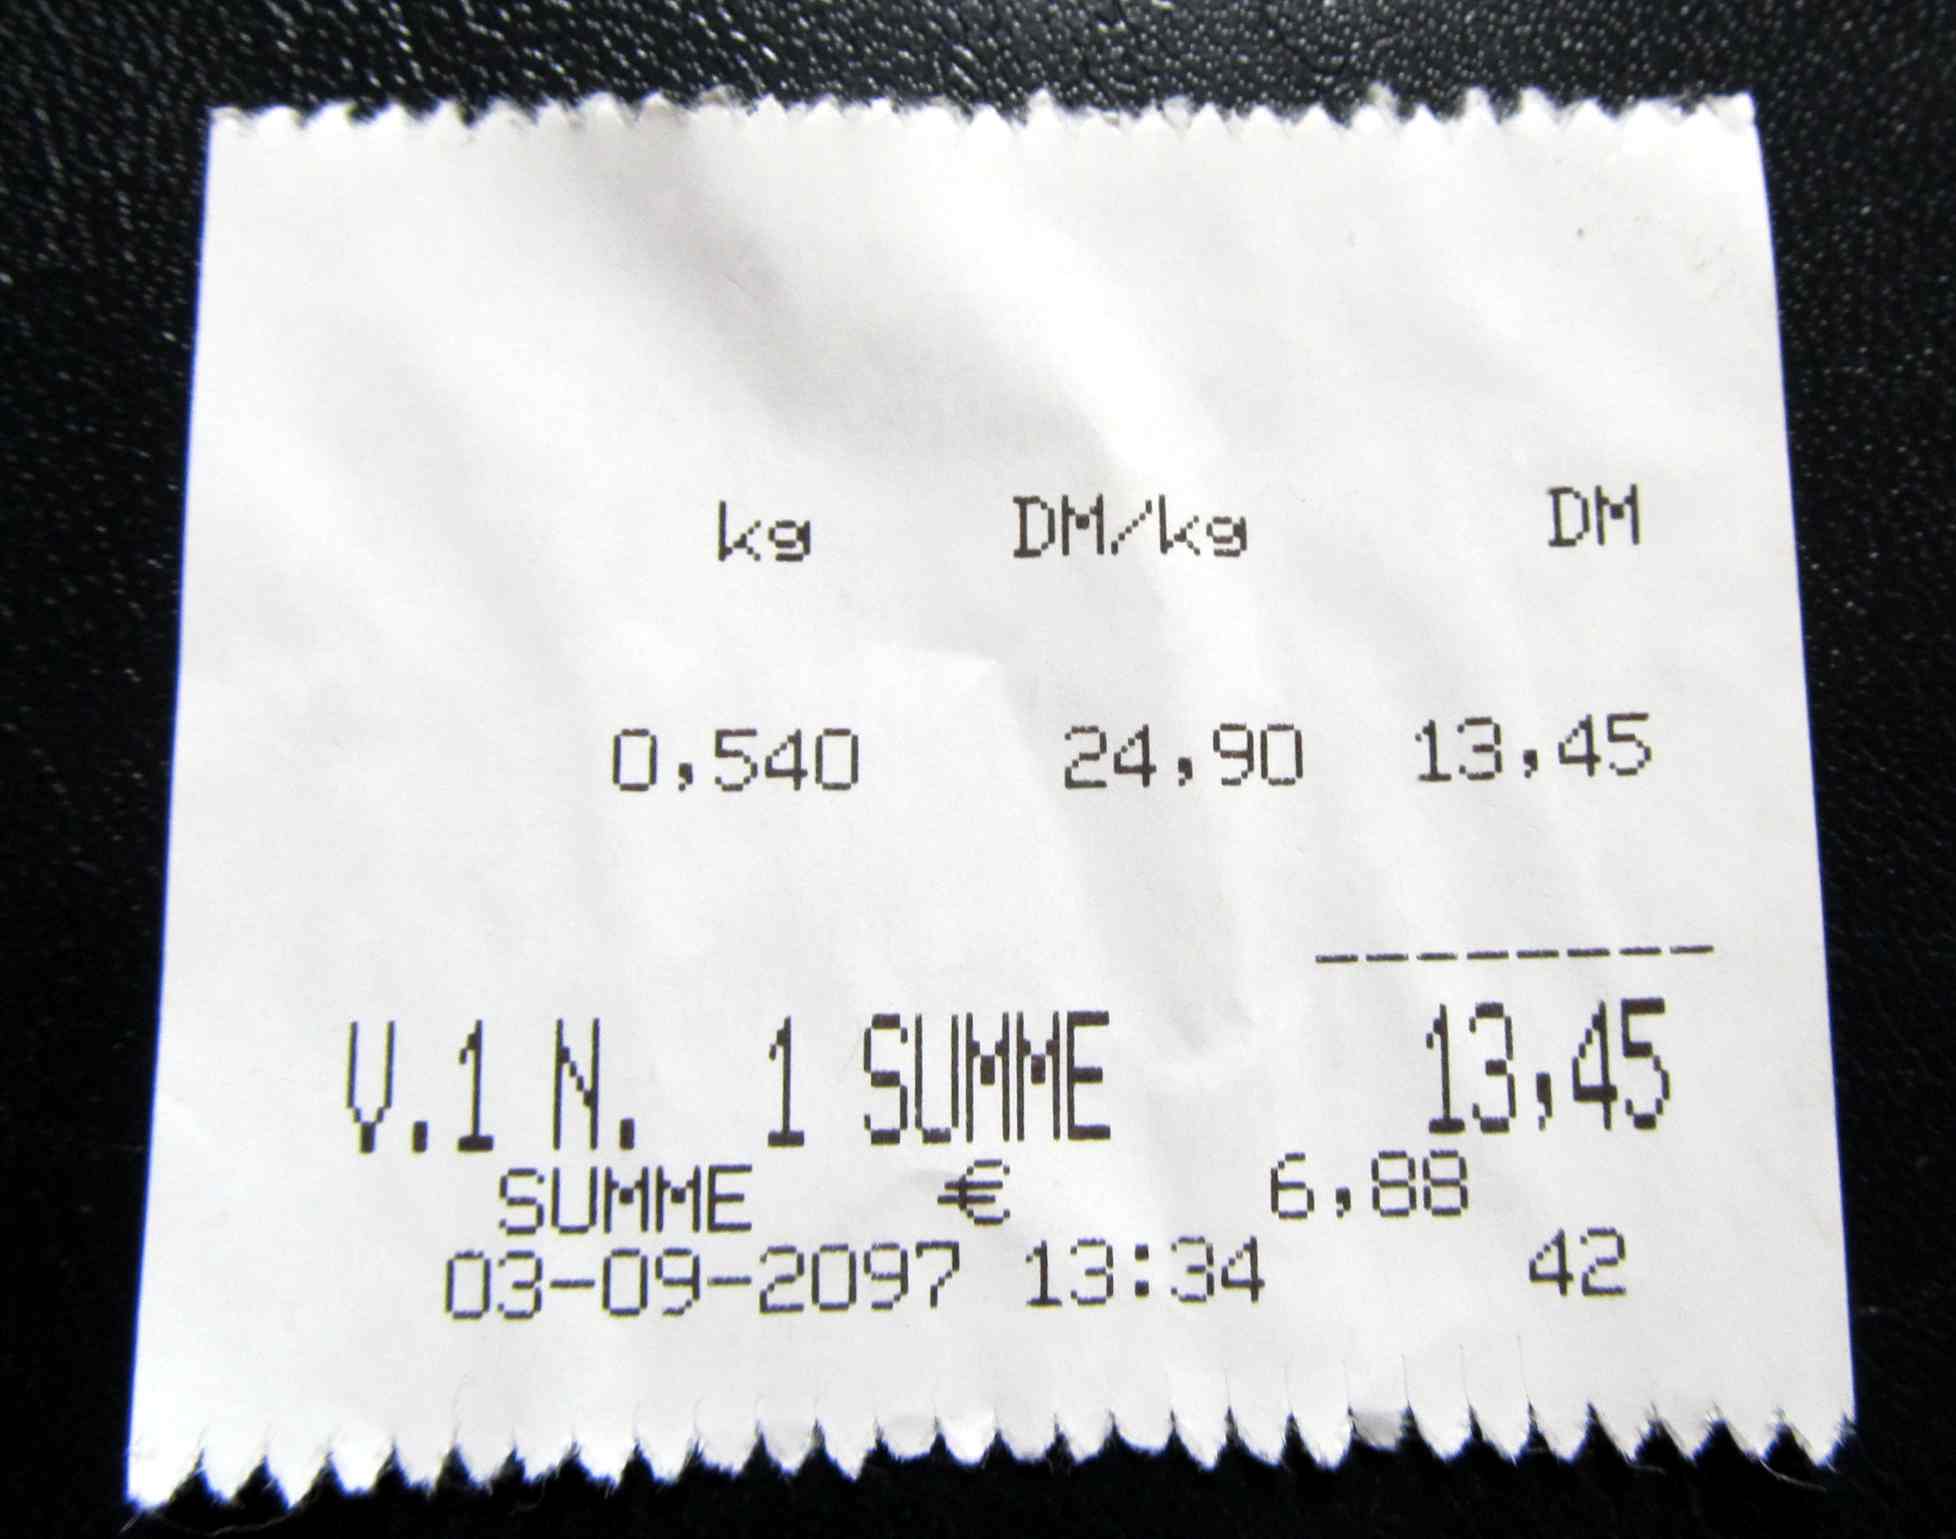 kg DM/kg DM
0,540 24,90 13,45
--------
V.1 N. 1 SUMME 13,45
SUMME € 6,88
03-09-2097 13:34 42